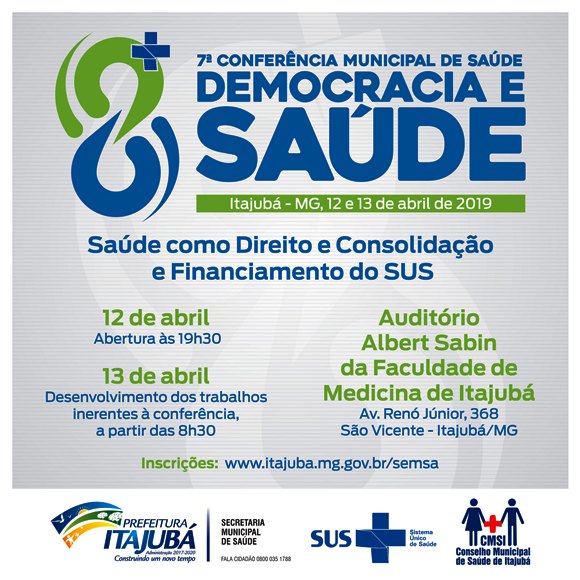 7ª CONFERÊNCIA MUNICIPAL DE SAÚDE
DEMOCRACIA E
SAÚDE
Itajubá - MG, 12 e 13 de abril de 2019
Saúde como Direito e Consolidação
e Financiamento do SUS
12 de abril
Abertura às 19h30
13 de abril
Desenvolvimento dos trabalhos
inerentes à conferência,
a partir das 8h30
Auditório
Albert Sabin
da Faculdade de
Medicina de Itajubá
Av. Renó Júnior, 368
São Vicente - Itajubá/MG
Inscrições: www.itajuba.mg.gov.br/semsa
PREFEITURA
ITAJUBÁ
Administração 2017-2020
Construindo um novo tempo
SECRETARIA
MUNICIPAL
DE SAÚDE
FALA CIDADÃO 0800 035 1788
SUS
Sistema
Único
de Saúde
CMSI
Conselho Municipal
de Saúde de Itajubá